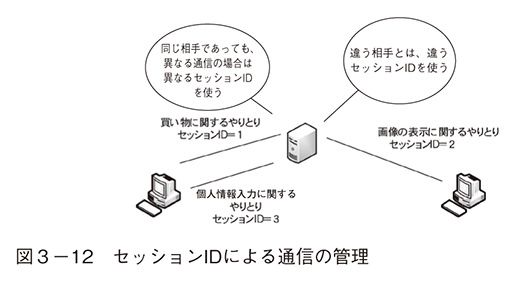 同じ相手であっても、
異なる通信の場合は
異なるセッションID
を使う
違う相手とは、違う
セッションIDを使う
買い物に関するやりとり
セッションID=1
画像の表示に関するやりとり
セッションID=2
個人情報入力に関する
やりとり
セッションID=3
図3－12　セッションIDによる通信の管理